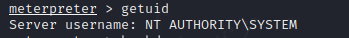 meterpreter > getuid
Server username: NT AUTHORITY\SYSTEM